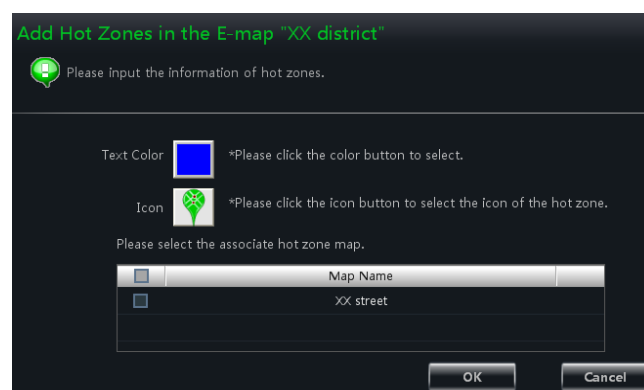 Add Hot Zones in the E-map "XX district"
Please input the information of hot zones.
Text Color *Please click the color button to select.
Icon *Please click the icon button to select the icon of the hot zone.
Please select the associate hot zone map.
Map Name
XX street
OK Cancel